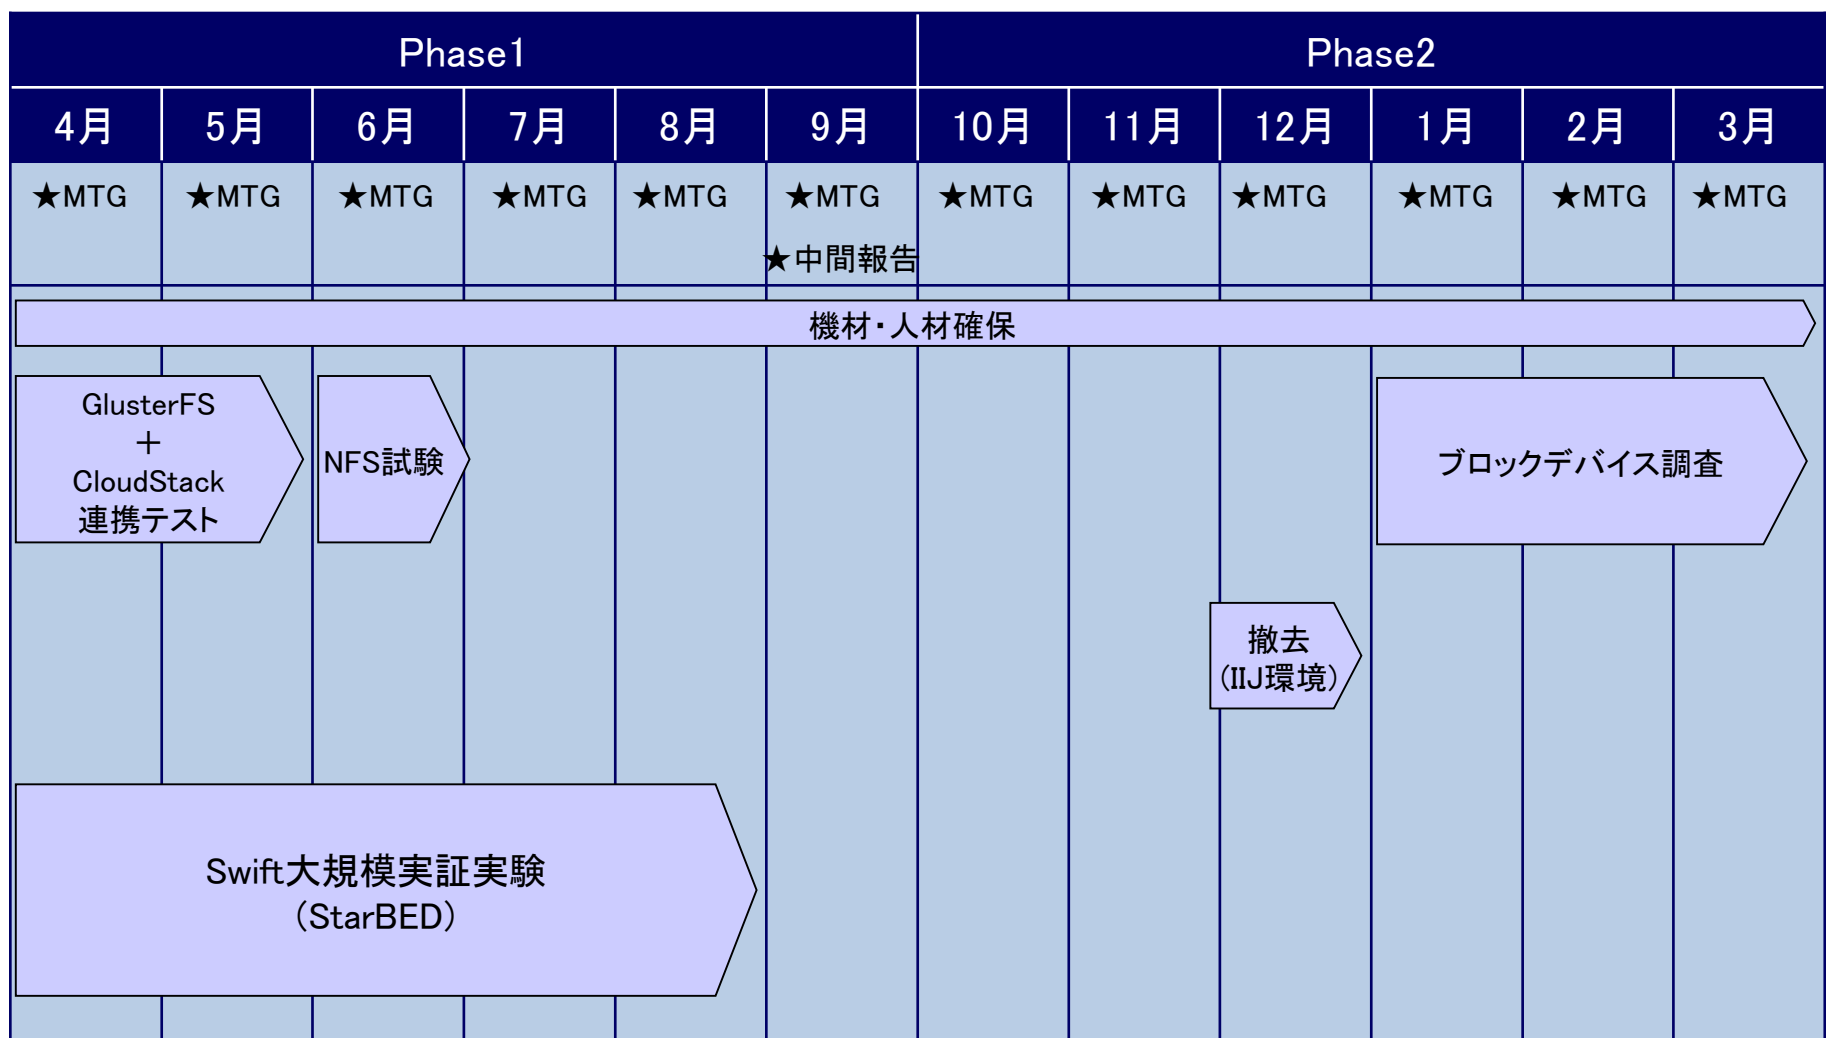 Phase1
Phase2
4月
5月
6月
7月
8月
9月
10月
11月
12月
1月
2月
3月
★MTG
★MTG
★MTG
★MTG
★MTG
★MTG
★MTG
★MTG
★MTG
★MTG
★MTG
★MTG
★中間報告
機材・人材確保
GlusterFS
＋
CloudStack
連携テスト
NFS試験
ブロックデバイス調査
撤去
(IIJ環境)
Swift大規模実証実験
（StarBED）